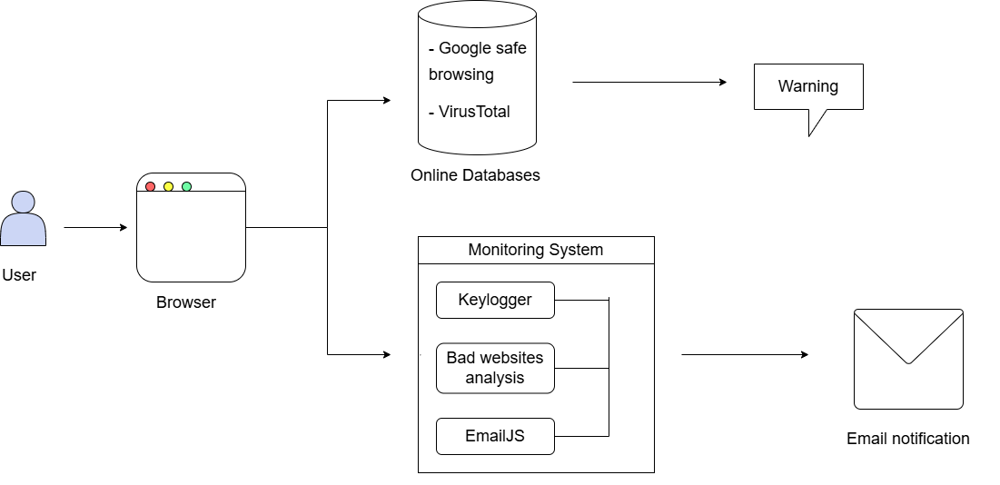 - Google safe
browsing
- VirusTotal
Online Databases
Warning
User
Browser
Monitoring System
Keylogger
Bad websites
analysis
EmailJS
Email notification